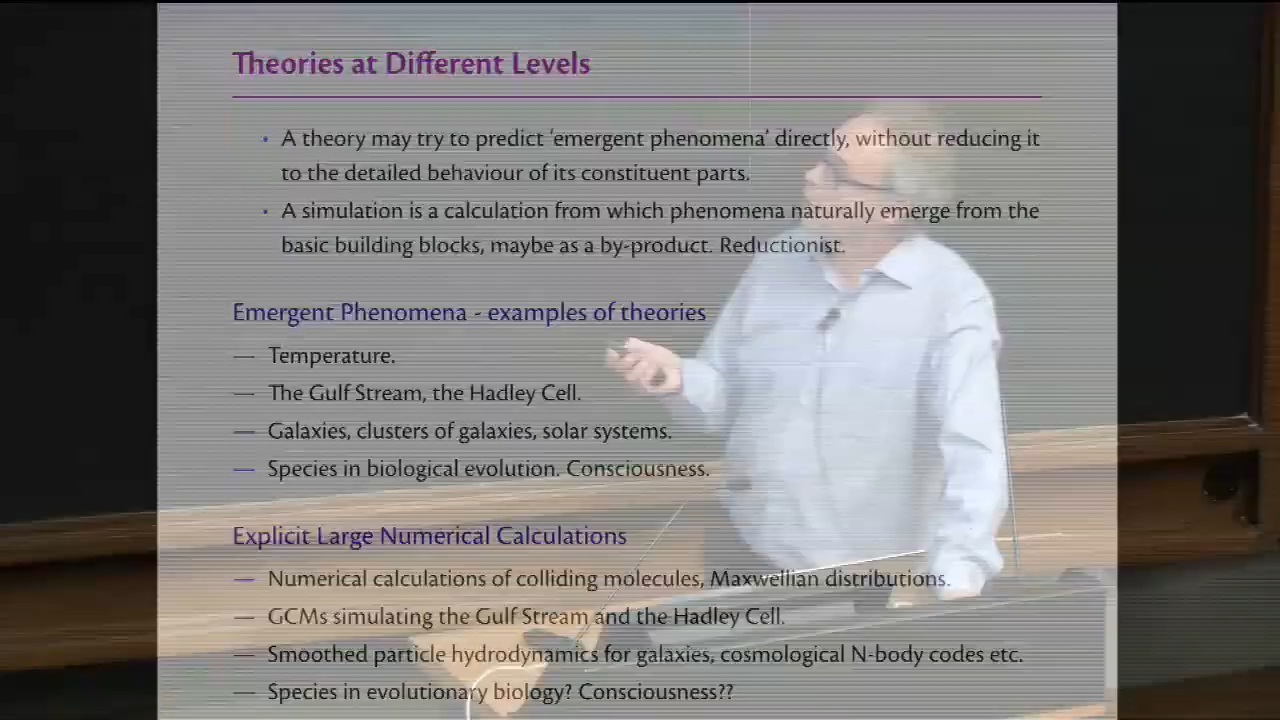 Theories at Different Levels
• A theory may try to predict ‘emergent phenomena’ directly, without reducing it
to the detailed behaviour of its constituent parts.
• A simulation is a calculation from which phenomena naturally emerge from the
basic building blocks, maybe as a by-product. Reductionist.
Emergent Phenomena - examples of theories
— Temperature.
— The Gulf Stream, the Hadley Cell.
— Galaxies, clusters of galaxies, solar systems.
— Species in biological evolution. Consciousness.
Explicit Large Numerical Calculations
— Numerical calculations of colliding molecules, Maxwellian distributions.
— GCMs simulating the Gulf Stream and the Hadley Cell.
— Smoothed particle hydrodynamics for galaxies, cosmological N-body codes etc.
— Species in evolutionary biology? Consciousness??